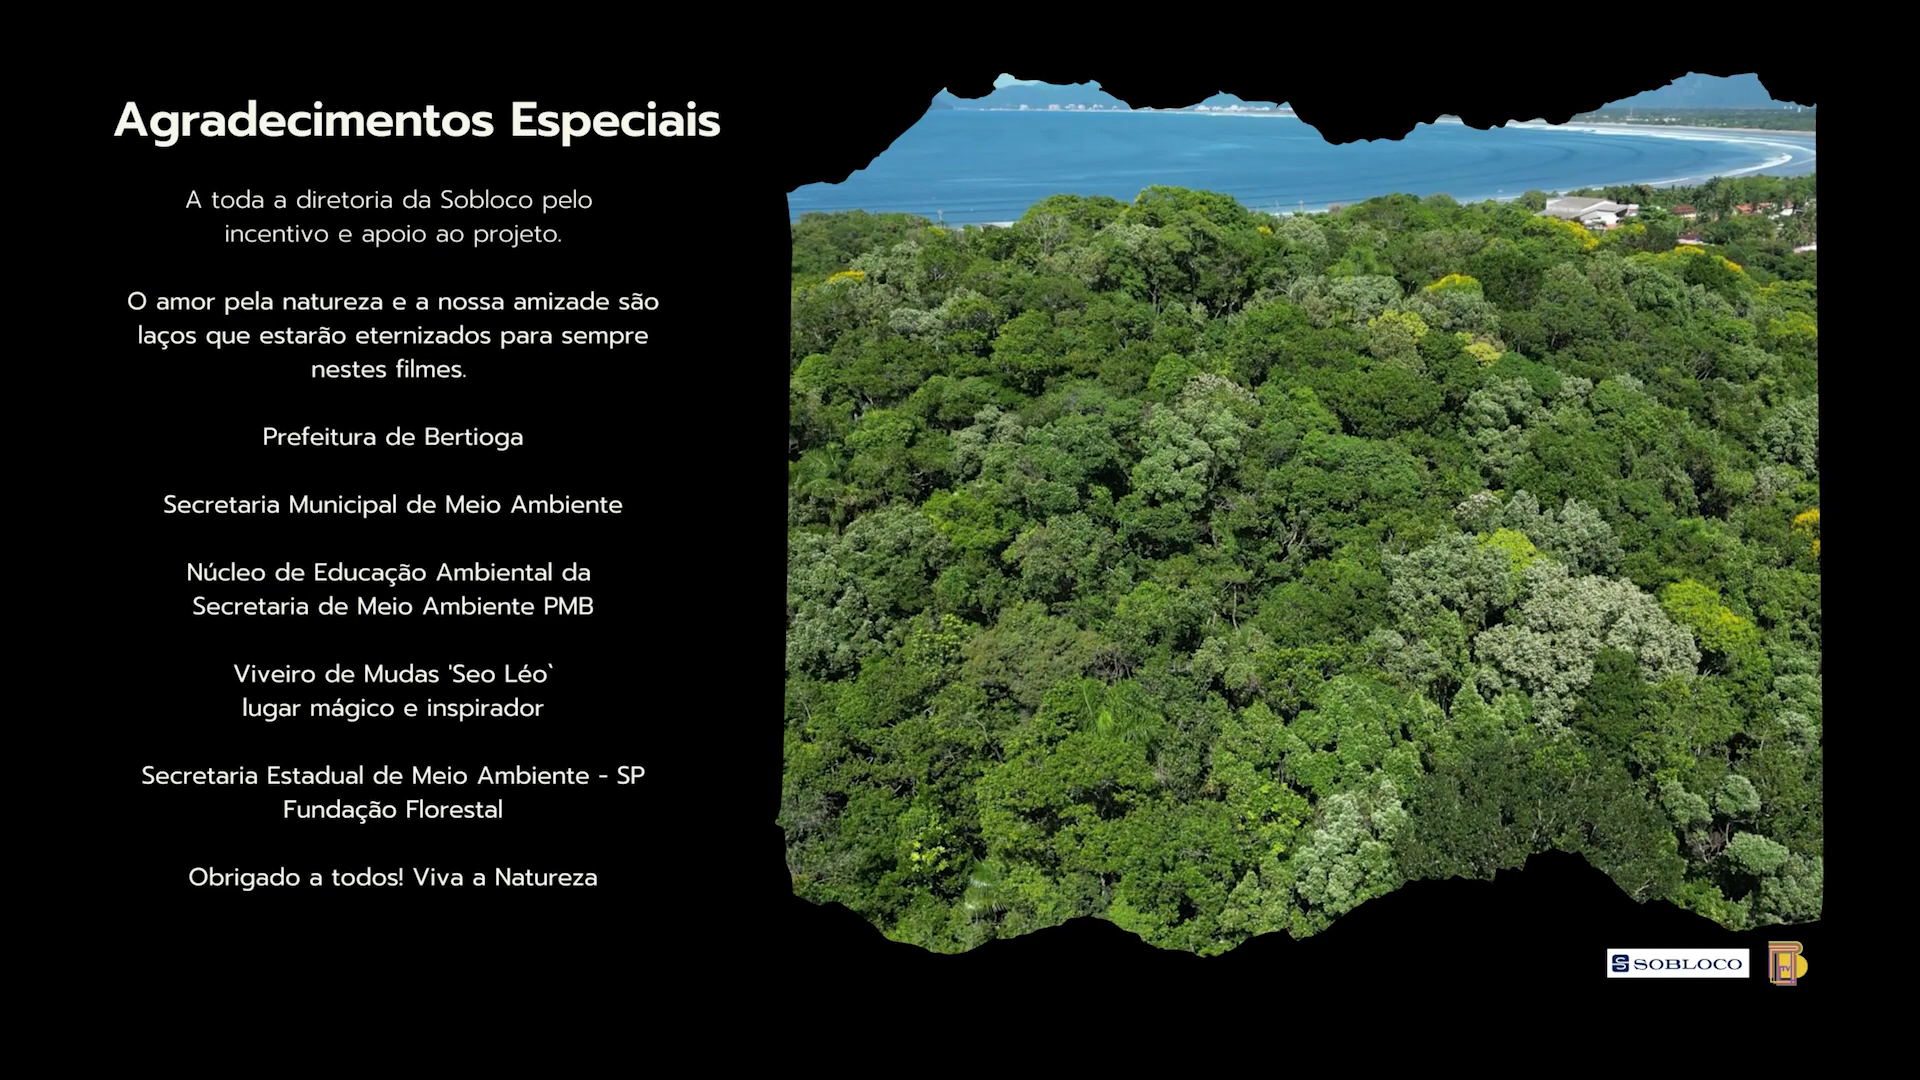 Agradecimentos Especiais
A toda a diretoria da Sobloco pelo
incentivo e apoio ao projeto.
O amor pela natureza e a nossa amizade são
laços que estarão eternizados para sempre
nestes filmes.
Prefeitura de Bertioga
Secretaria Municipal de Meio Ambiente
Núcleo de Educação Ambiental da
Secretaria de Meio Ambiente PMB
Viveiro de Mudas 'Seo Léo`
lugar mágico e inspirador
Secretaria Estadual de Meio Ambiente - SP
Fundação Florestal
Obrigado a todos! Viva a Natureza
SOBLOCO
TV